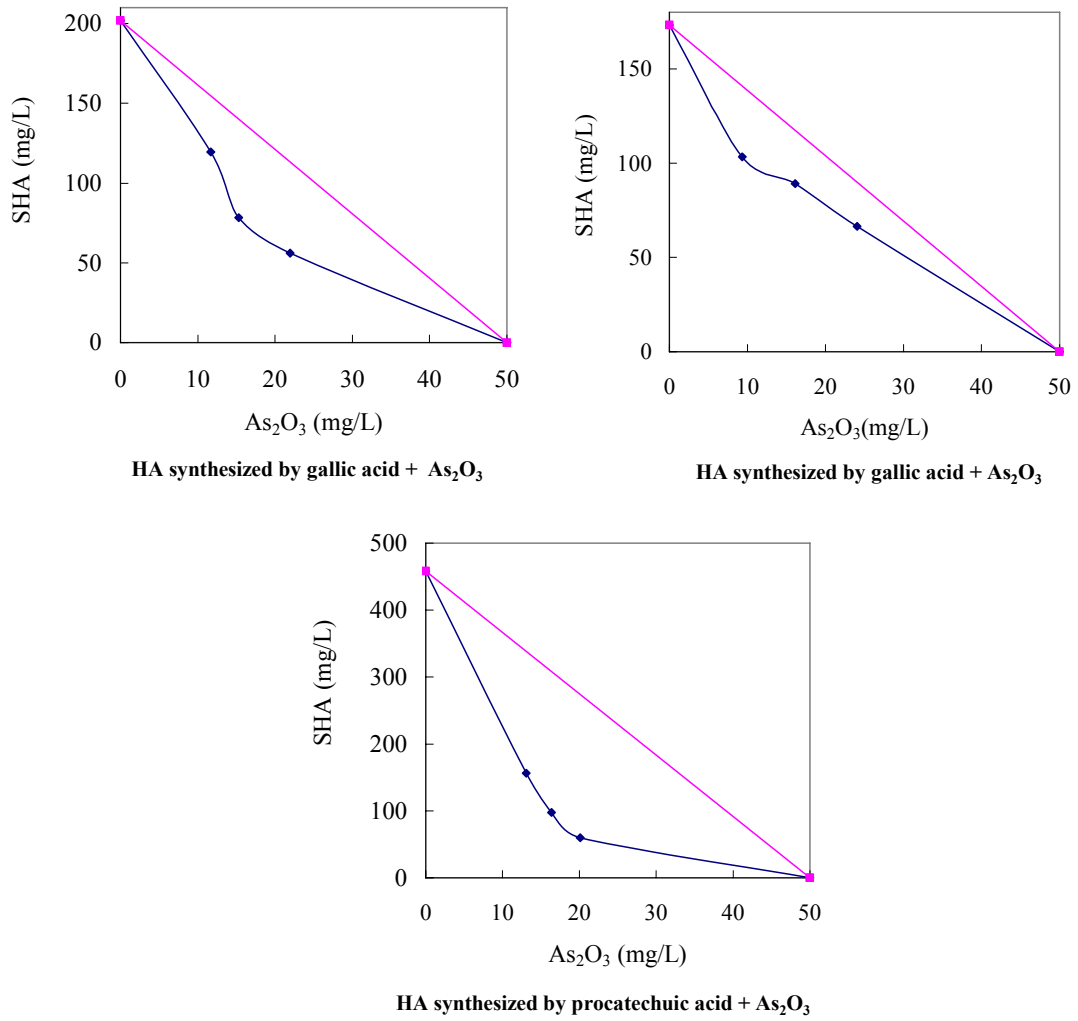 SHA (mg/L)
200
150
100
50
0
0 10 20 30 40 50
As₂O₃ (mg/L)
HA synthesized by gallic acid + As₂O₃
SHA (mg/L)
150
100
50
0
0 10 20 30 40 50
As₂O₃(mg/L)
HA synthesized by gallic acid + As₂O₃
SHA (mg/L)
500
400
300
200
100
0
0 10 20 30 40 50
As₂O₃ (mg/L)
HA synthesized by procatechuic acid + As₂O₃